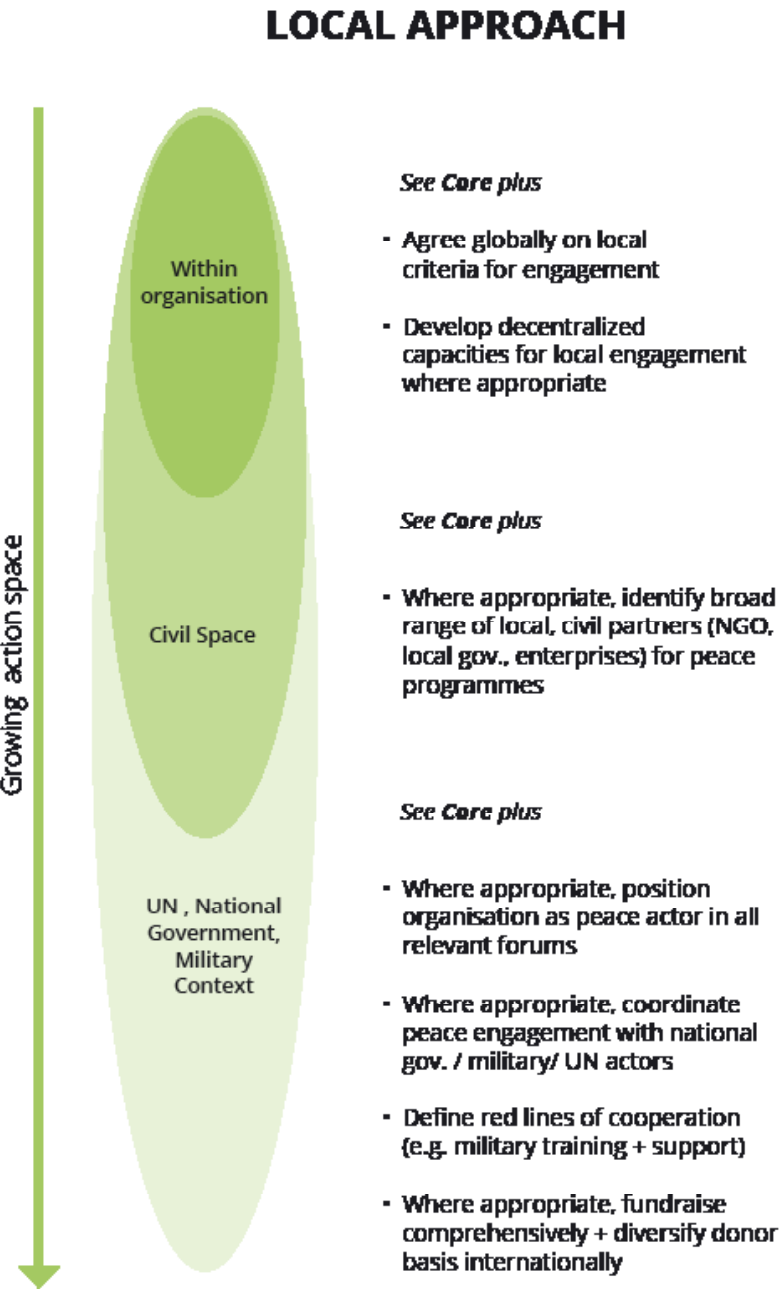 LOCAL APPROACH
Growing action space
Within
organisation
See Core plus
- Agree globally on local
criteria for engagement
- Develop decentralized
capacities for local engagement
where appropriate
Civil Space
See Core plus
- Where appropriate, identify broad
range of local, civil partners (NGO,
local gov., enterprises) for peace
programmes
UN , National
Government,
Military
Context
See Core plus
- Where appropriate, position
organisation as peace actor in all
relevant forums
- Where appropriate, coordinate
peace engagement with national
gov. / military/ UN actors
- Define red lines of cooperation
(e.g. military training + support)
- Where appropriate, fundraise
comprehensively + diversify donor
basis internationally